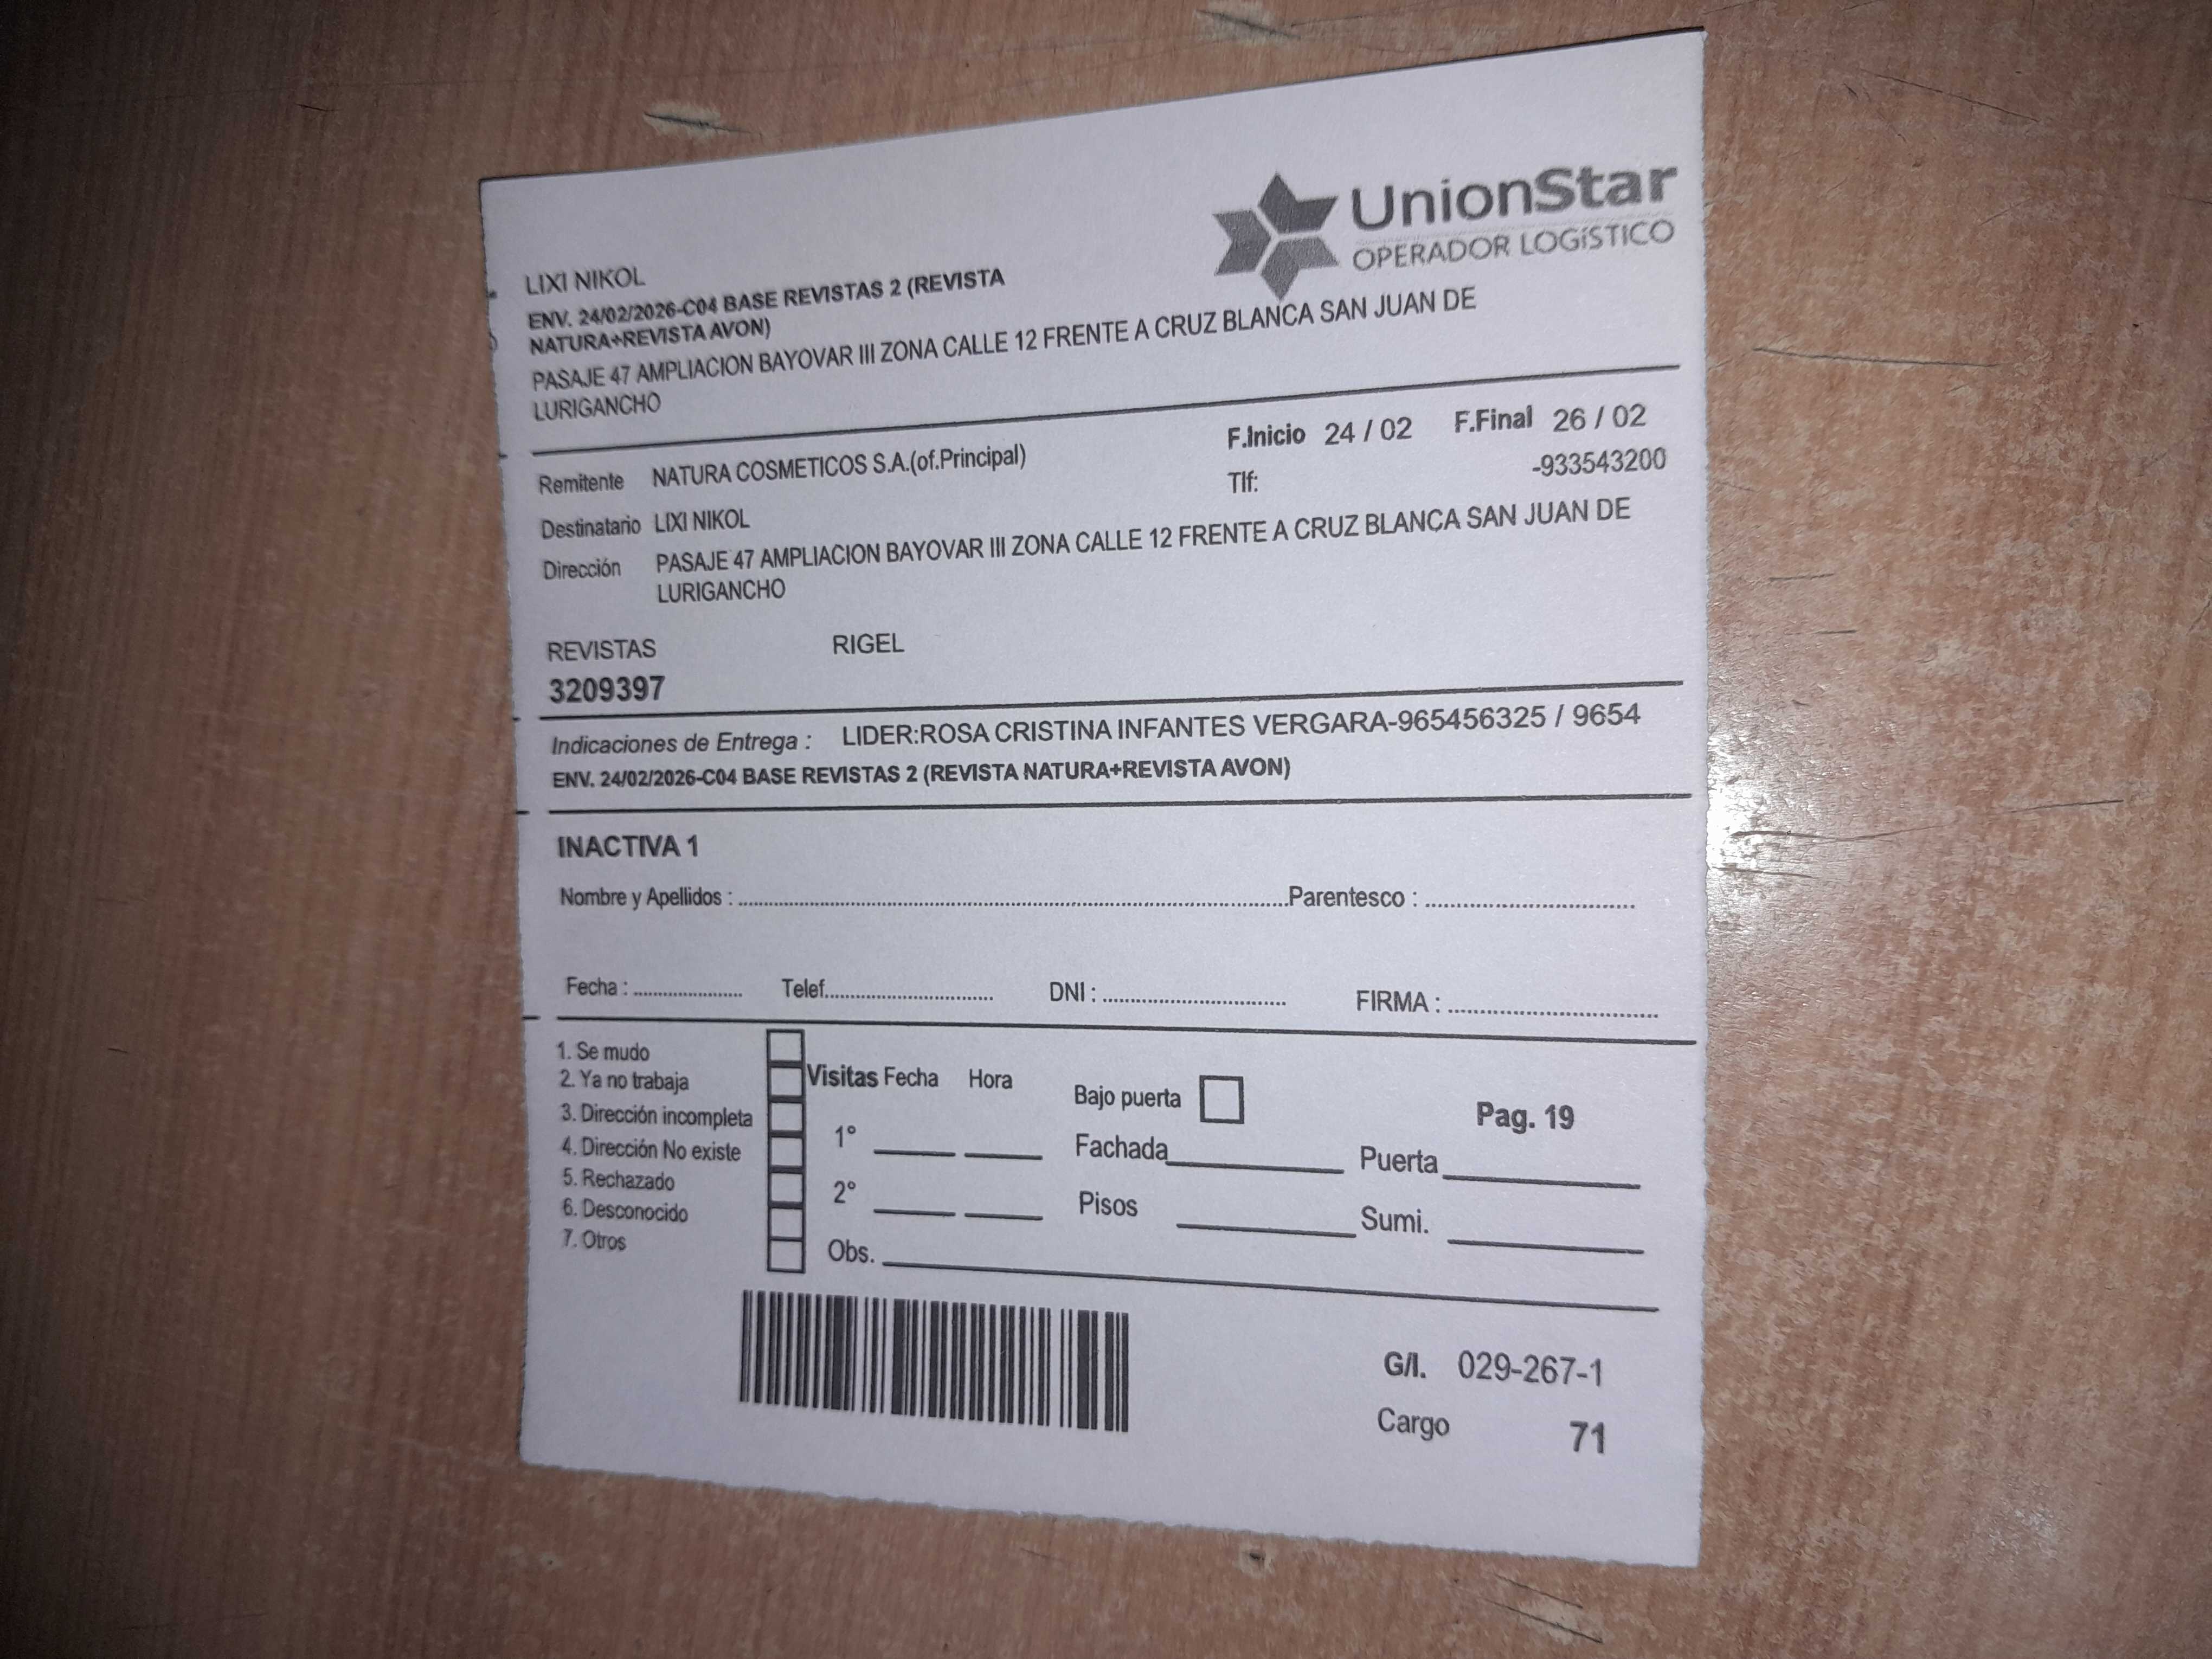 UnionStar
OPERADOR LOGíSTICO
LIXI NIKOL
ENV. 24/02/2026-C04 BASE REVISTAS 2 (REVISTA
NATURA+REVISTA AVON)
PASAJE 47 AMPLIACION BAYOVAR III ZONA CALLE 12 FRENTE A CRUZ BLANCA SAN JUAN DE
LURIGANCHO
F.Inicio 24 / 02 F.Final 26 / 02
Remitente NATURA COSMETICOS S.A.(of.Principal)
Tlf: -933543200
Destinatario LIXI NIKOL
Dirección PASAJE 47 AMPLIACION BAYOVAR III ZONA CALLE 12 FRENTE A CRUZ BLANCA SAN JUAN DE
LURIGANCHO
REVISTAS RIGEL
3209397
Indicaciones de Entrega : LIDER:ROSA CRISTINA INFANTES VERGARA-965456325 / 9654
ENV. 24/02/2026-C04 BASE REVISTAS 2 (REVISTA NATURA+REVISTA AVON)
INACTIVA 1
Nombre y Apellidos : Parentesco :
Fecha : Telef. DNI : FIRMA :
1. Se mudo
2. Ya no trabaja
3. Dirección incompleta
4. Dirección No existe
5. Rechazado
6. Desconocido
7. Otros
Visitas Fecha Hora
1°
2°
Obs.
Bajo puerta
Pag. 19
Fachada Puerta
Pisos Sumi.
G/I. 029-267-1
Cargo 71